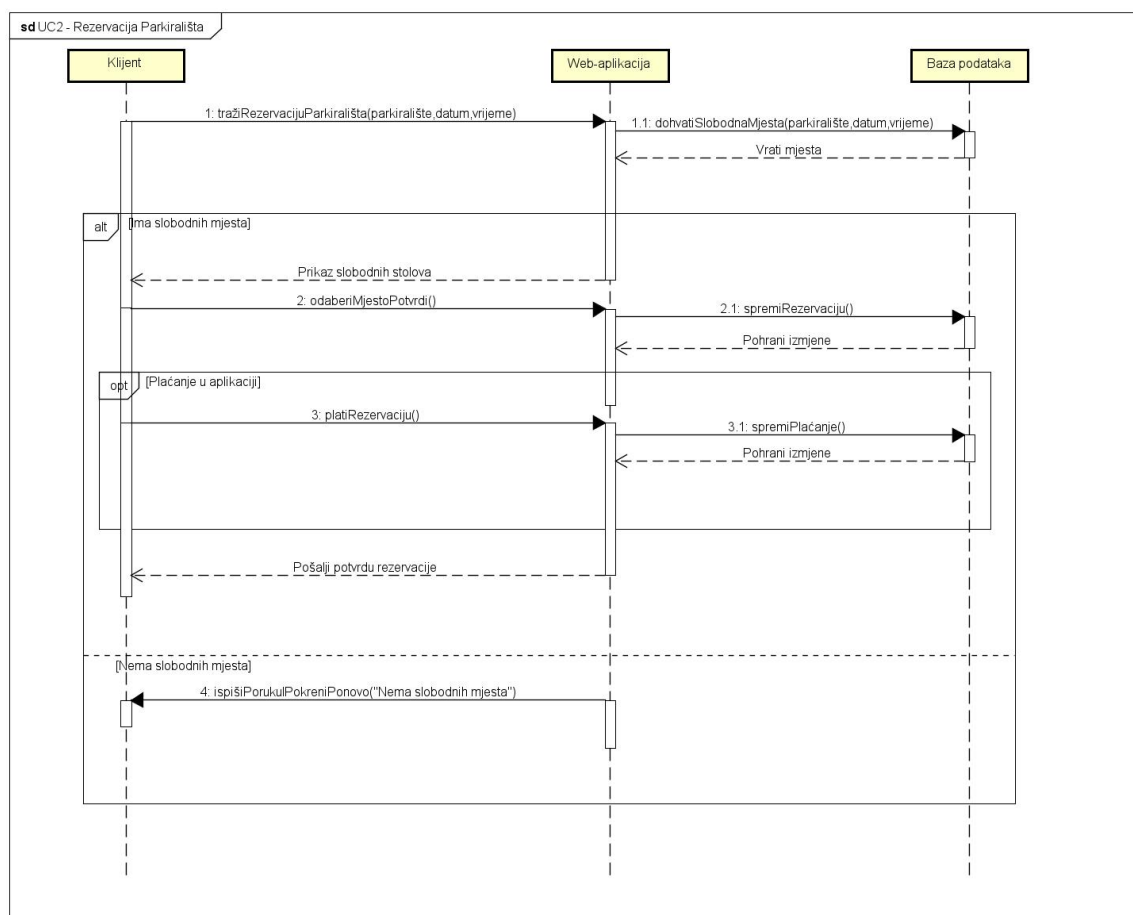 sd UC2 - Rezervacija Parkirališta
Klijent
Web-aplikacija
Baza podataka
1: tražiRezervacijuParkirališta(parkiralište,datum,vrijeme)
1.1: dohvatiSlobodnaMjesta(parkiralište,datum,vrijeme)
Vrati mjesta
alt
[Ima slobodnih mjesta]
Prikaz slobodnih stolova
2: odaberiMjestoPotvrdi()
2.1: spremiRezervaciju()
Pohrani izmjene
opt
[Plaćanje u aplikaciji]
3: platiRezervaciju()
3.1: spremiPlaćanje()
Pohrani izmjene
Pošalji potvrdu rezervacije
[Nema slobodnih mjesta]
4: ispišiPorukuIPokreniPonovo("Nema slobodnih mjesta")